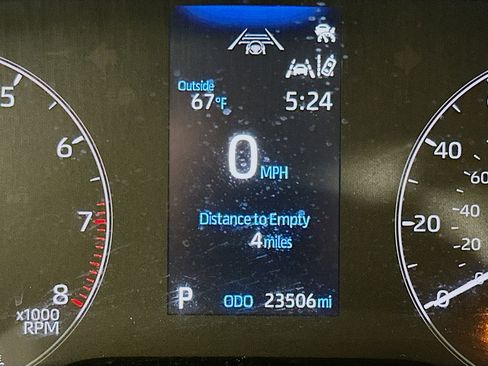 Outside
67°F
5:24
0 MPH
Distance to Empty
4 miles
P
ODO 23506 mi
5
6
7
8
x1000
RPM
40
20
0
60
40
20
0